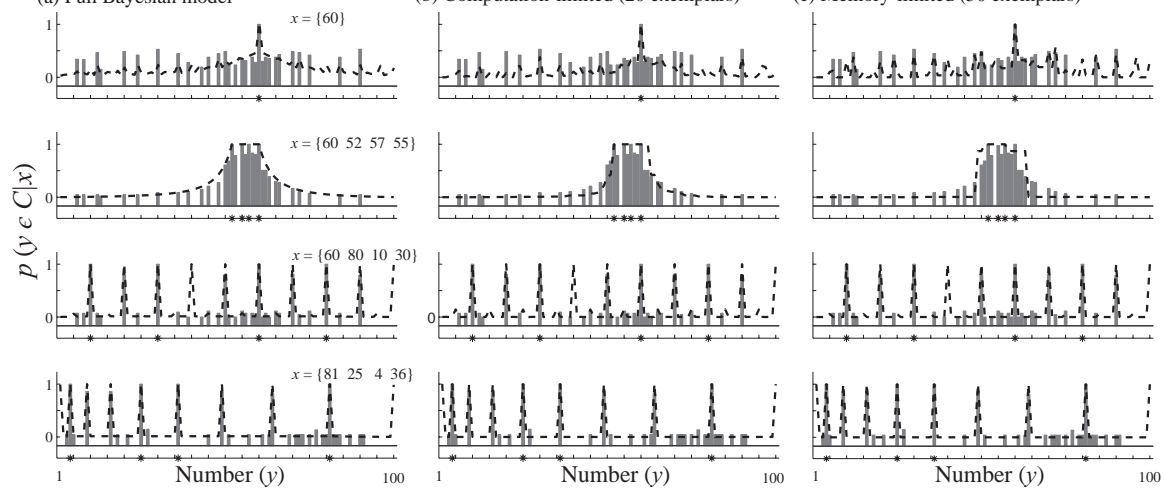 (a) Full Bayesian model
(b) Computation-limited (20 exemplars)
(c) Memory-limited (50 exemplars)
x = {60}
1
0
x = {60 52 57 55}
1
0
p (y ϵ C|x)
x = {60 80 10 30}
1
0
0
x = {81 25 4 36}
1
0
1 Number (y) 100
1 Number (y) 100
1 Number (y) 100